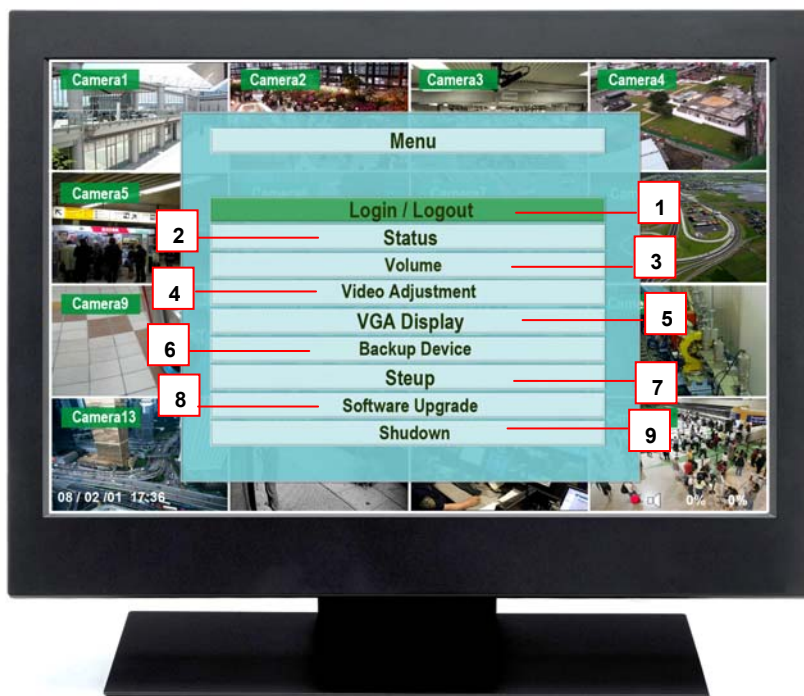 Camera1 Camera2 Camera3 Camera4
Menu
Camera5
Login / Logout 1
2 Status
Volume 3
4 Video Adjustment
Camera9
VGA Display 5
6 Backup Device
Steup 7
8 Software Upgrade
Camera13
Shudown 9
08 / 02 /01 17:36
0% 0%